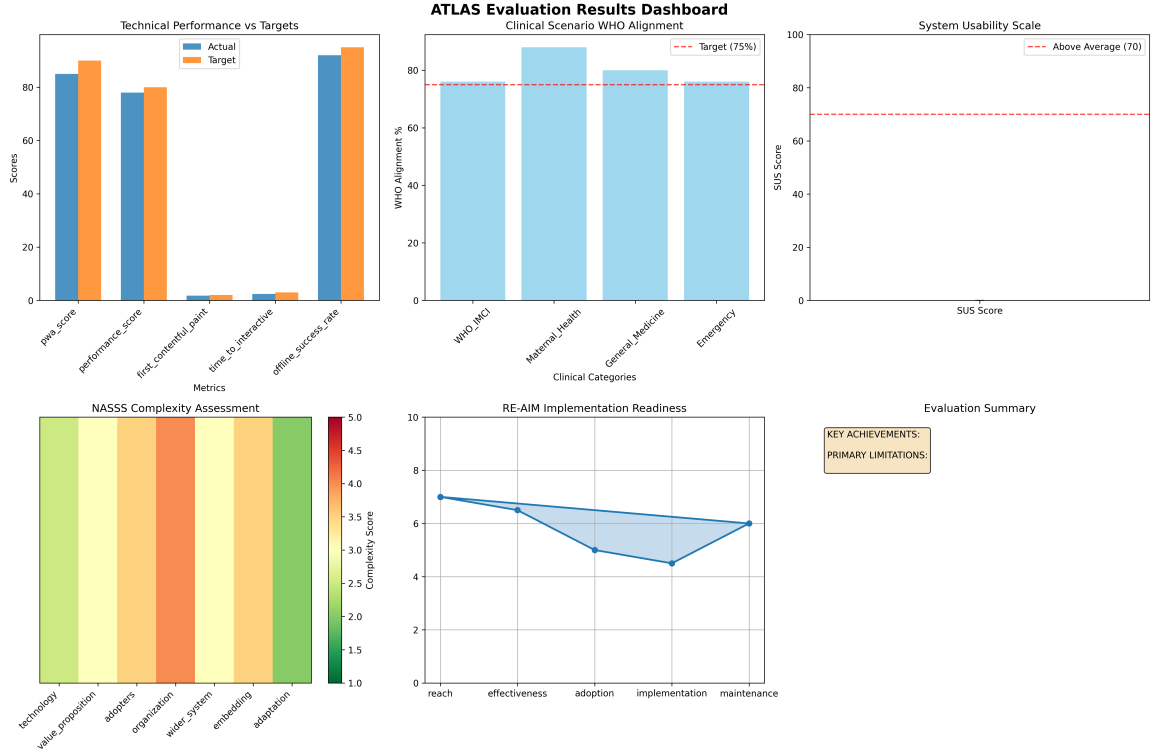 ATLAS Evaluation Results Dashboard
Technical Performance vs Targets
Actual
Target
Scores
0
20
40
60
80
pwa_score
performance_score
first_contentful_paint
time_to_interactive
offline_success_rate
Metrics
Clinical Scenario WHO Alignment
Target (75%)
WHO Alignment %
0
20
40
60
80
WHO_IMCI
Maternal_Health
General_Medicine
Emergency
Clinical Categories
System Usability Scale
Above Average (70)
SUS Score
0
20
40
60
80
100
SUS Score
NASSS Complexity Assessment
technology
value_proposition
adopters
organization
wider_system
embedding
adaptation
5.0
4.5
4.0
3.5
3.0
2.5
2.0
1.5
1.0
Complexity Score
RE-AIM Implementation Readiness
10
8
6
4
2
0
reach
effectiveness
adoption
implementation
maintenance
Evaluation Summary
KEY ACHIEVEMENTS:
PRIMARY LIMITATIONS: